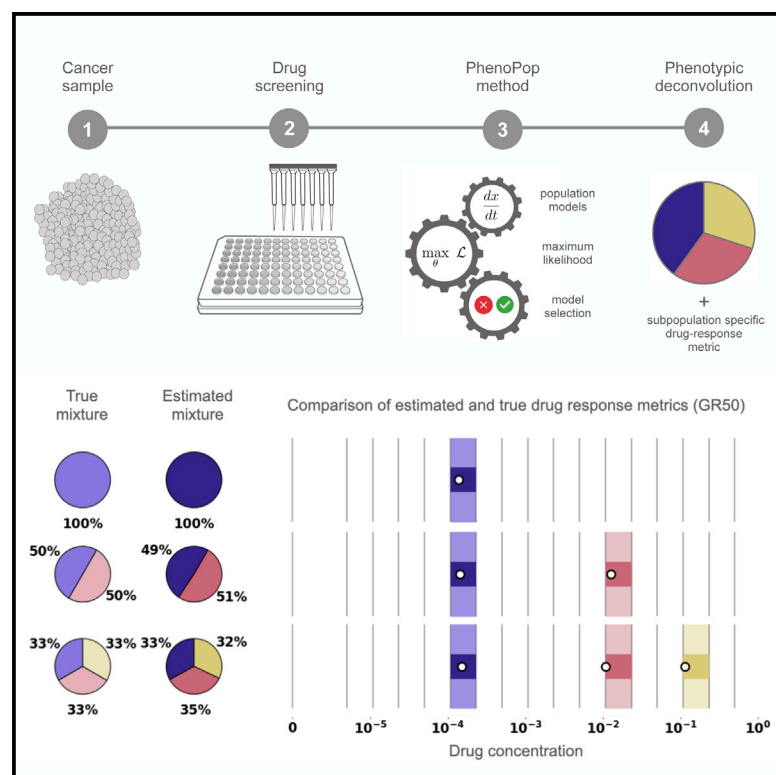 Cancer
sample
Drug
screening
PhenoPop
method
Phenotypic
deconvolution
1
2
3
4
dx
dt
population
models
max ℒ
θ
maximum
likelihood
model
selection
+
subpopulation specific
drug-response
metric
True
mixture
Estimated
mixture
Comparison of estimated and true drug response metrics (GR50)
100%
100%
50%
50%
49%
51%
33%
33%
33%
33%
32%
35%
0
10⁻⁵
10⁻⁴
10⁻³
10⁻²
10⁻¹
10⁰
Drug concentration